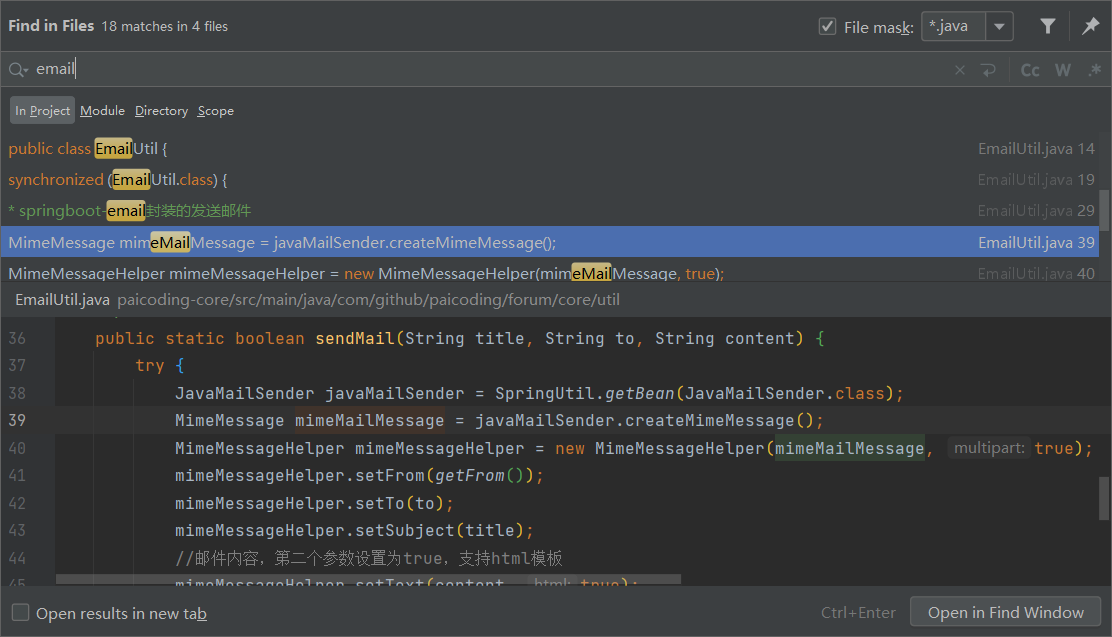 Find in Files 18 matches in 4 files File mask: *.java
email Cc W .*
In Project Module Directory Scope
public class EmailUtil { EmailUtil.java 14
synchronized (EmailUtil.class) { EmailUtil.java 19
* springboot-email封装的发送邮件 EmailUtil.java 29
MimeMessage mimeMailMessage = javaMailSender.createMimeMessage(); EmailUtil.java 39
MimeMessageHelper mimeMessageHelper = new MimeMessageHelper(mimeMailMessage, true); EmailUtil.java 40
EmailUtil.java paicoding-core/src/main/java/com/github/paicoding/forum/core/util
36 public static boolean sendMail(String title, String to, String content) {
37 try {
38 JavaMailSender javaMailSender = SpringUtil.getBean(JavaMailSender.class);
39 MimeMessage mimeMailMessage = javaMailSender.createMimeMessage();
40 MimeMessageHelper mimeMessageHelper = new MimeMessageHelper(mimeMailMessage, multipart: true);
41 mimeMessageHelper.setFrom(getFrom());
42 mimeMessageHelper.setTo(to);
43 mimeMessageHelper.setSubject(title);
44 //邮件内容，第二个参数设置为true，支持html模板
45 mimeMessageHelper.setText(content, html: true);
Open results in new tab Ctrl+Enter Open in Find Window